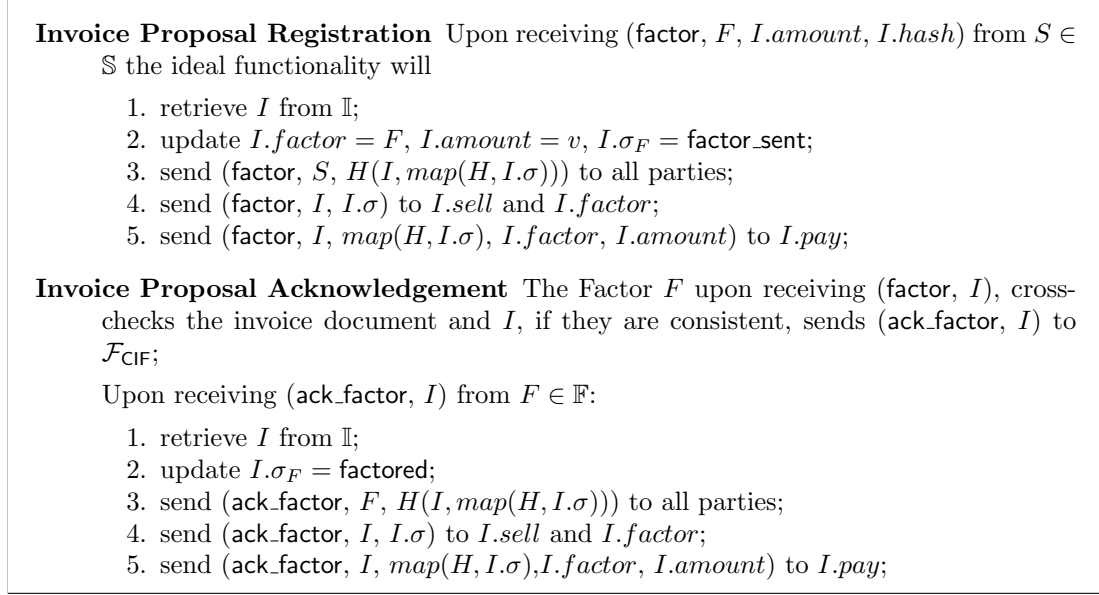 Invoice Proposal Registration Upon receiving (factor, F, I.amount, I.hash) from S ∈
𝕊 the ideal functionality will
1. retrieve I from 𝕀;
2. update I.factor = F, I.amount = v, I.σ_F = factor_sent;
3. send (factor, S, H(I, map(H, I.σ))) to all parties;
4. send (factor, I, I.σ) to I.sell and I.factor;
5. send (factor, I, map(H, I.σ), I.factor, I.amount) to I.pay;
Invoice Proposal Acknowledgement The Factor F upon receiving (factor, I), cross-
checks the invoice document and I, if they are consistent, sends (ack_factor, I) to
ℱ_CIF;
Upon receiving (ack_factor, I) from F ∈ 𝔽:
1. retrieve I from 𝕀;
2. update I.σ_F = factored;
3. send (ack_factor, F, H(I, map(H, I.σ))) to all parties;
4. send (ack_factor, I, I.σ) to I.sell and I.factor;
5. send (ack_factor, I, map(H, I.σ),I.factor, I.amount) to I.pay;